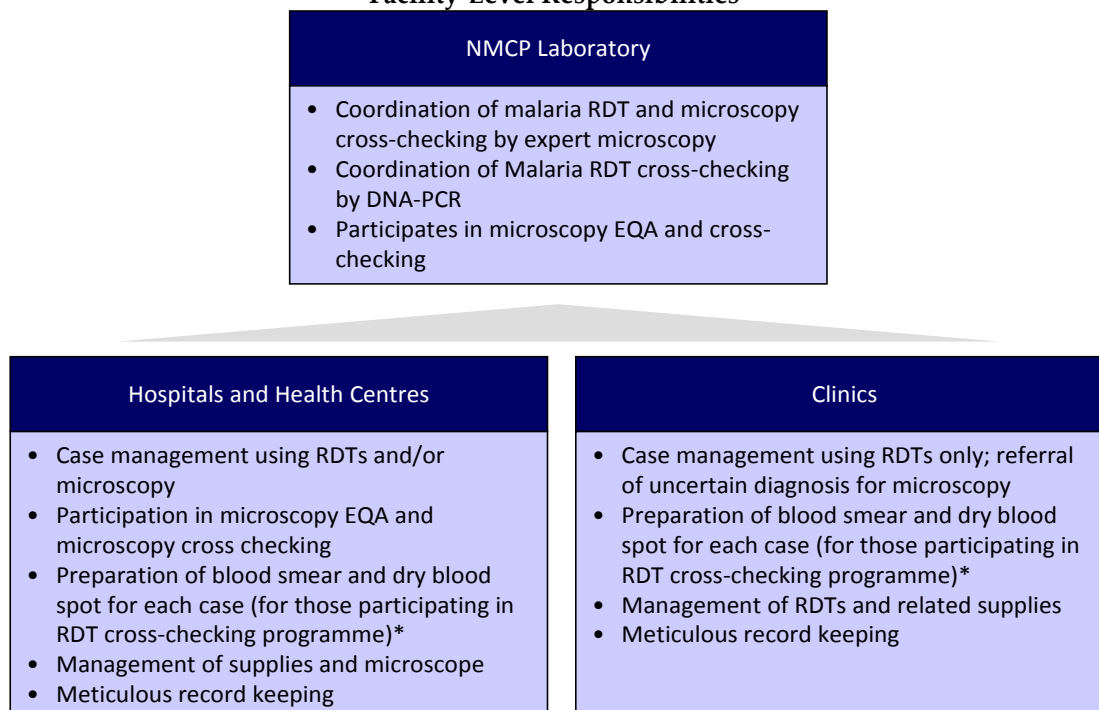 Facility-Level Responsibilities
NMCP Laboratory
• Coordination of malaria RDT and microscopy
cross-checking by expert microscopy
• Coordination of Malaria RDT cross-checking
by DNA-PCR
• Participates in microscopy EQA and cross-
checking
Hospitals and Health Centres
• Case management using RDTs and/or
microscopy
• Participation in microscopy EQA and
microscopy cross checking
• Preparation of blood smear and dry blood
spot for each case (for those participating in
RDT cross-checking programme)*
• Management of supplies and microscope
• Meticulous record keeping
Clinics
• Case management using RDTs only; referral
of uncertain diagnosis for microscopy
• Preparation of blood smear and dry blood
spot for each case (for those participating in
RDT cross-checking programme)*
• Management of RDTs and related supplies
• Meticulous record keeping